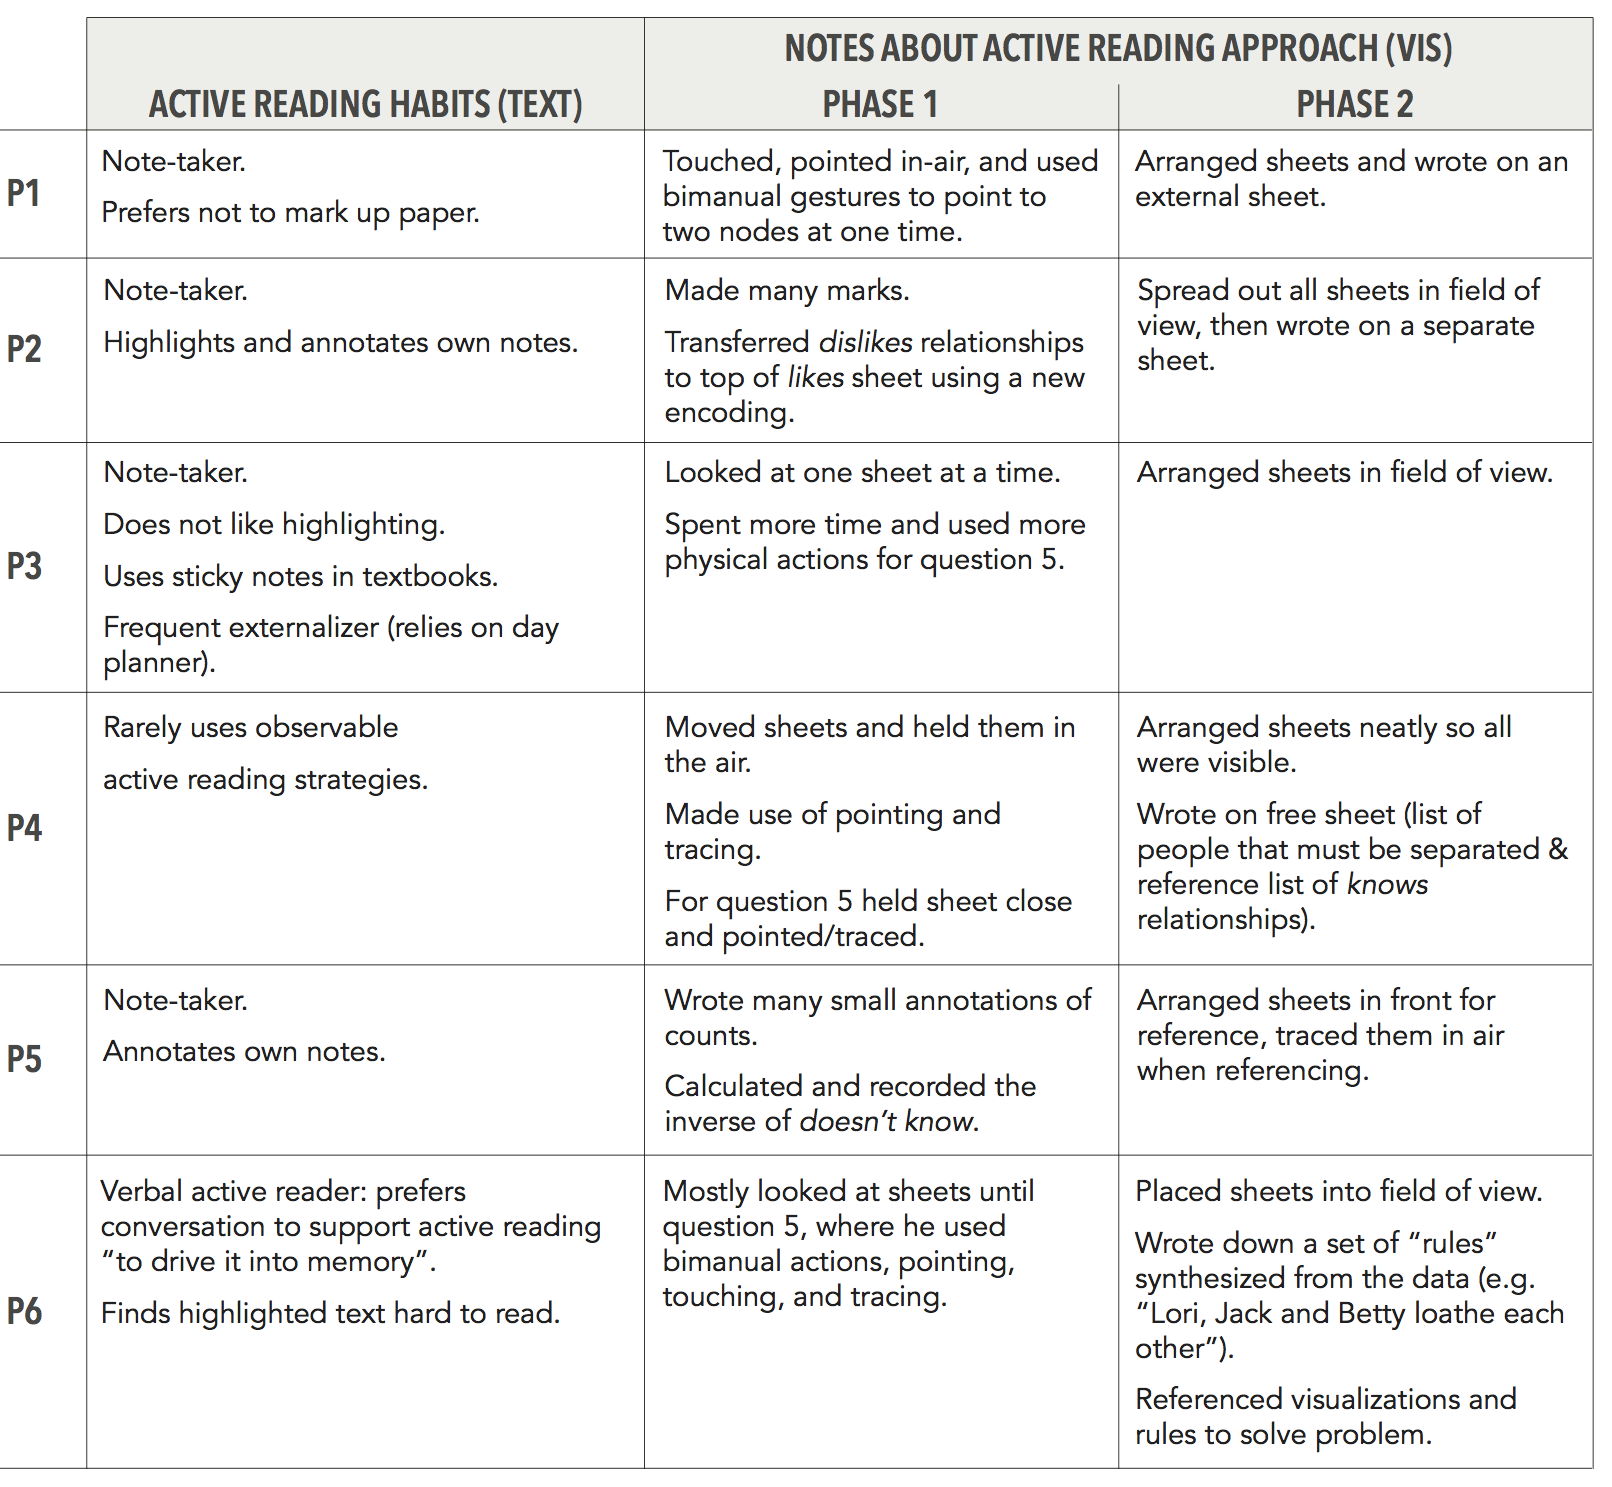 NOTES ABOUT ACTIVE READING APPROACH (VIS)
ACTIVE READING HABITS (TEXT)
PHASE 1
PHASE 2
P1
Note-taker.
Prefers not to mark up paper.
Touched, pointed in-air, and used
bimanual gestures to point to
two nodes at one time.
Arranged sheets and wrote on an
external sheet.
P2
Note-taker.
Highlights and annotates own notes.
Made many marks.
Transferred dislikes relationships
to top of likes sheet using a new
encoding.
Spread out all sheets in field of
view, then wrote on a separate
sheet.
P3
Note-taker.
Does not like highlighting.
Uses sticky notes in textbooks.
Frequent externalizer (relies on day
planner).
Looked at one sheet at a time.
Spent more time and used more
physical actions for question 5.
Arranged sheets in field of view.
P4
Rarely uses observable
active reading strategies.
Moved sheets and held them in
the air.
Made use of pointing and
tracing.
For question 5 held sheet close
and pointed/traced.
Arranged sheets neatly so all
were visible.
Wrote on free sheet (list of
people that must be separated &
reference list of knows
relationships).
P5
Note-taker.
Annotates own notes.
Wrote many small annotations of
counts.
Calculated and recorded the
inverse of doesn’t know.
Arranged sheets in front for
reference, traced them in air
when referencing.
P6
Verbal active reader: prefers
conversation to support active reading
“to drive it into memory”.
Finds highlighted text hard to read.
Mostly looked at sheets until
question 5, where he used
bimanual actions, pointing,
touching, and tracing.
Placed sheets into field of view.
Wrote down a set of “rules”
synthesized from the data (e.g.
“Lori, Jack and Betty loathe each
other”).
Referenced visualizations and
rules to solve problem.